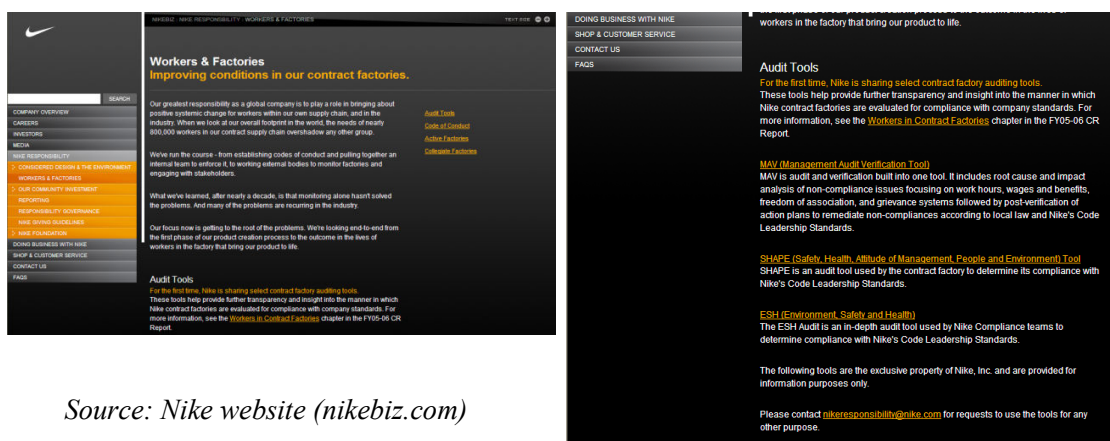 NIKEBIZ : NIKE RESPONSIBILITY : WORKERS & FACTORIES
TEXT SIZE
Workers & Factories
Improving conditions in our contract factories.
SEARCH
COMPANY OVERVIEW
CAREERS
INVESTORS
MEDIA
NIKE RESPONSIBILITY
CONSIDERED DESIGN & THE ENVIRONMENT
WORKERS & FACTORIES
OUR COMMUNITY INVESTMENT
REPORTING
RESPONSIBILITY GOVERNANCE
NIKE GIVING GUIDELINES
NIKE FOUNDATION
DOING BUSINESS WITH NIKE
SHOP & CUSTOMER SERVICE
CONTACT US
FAQS
Our greatest responsibility as a global company is to play a role in bringing about
positive systemic change for workers within our own supply chain, and in the
industry. When we look at our overall footprint in the world, the needs of nearly
800,000 workers in our contract supply chain overshadow any other group.
We've run the course - from establishing codes of conduct and pulling together an
internal team to enforce it, to working external bodies to monitor factories and
engaging with stakeholders.
What we've learned, after nearly a decade, is that monitoring alone hasn't solved
the problems. And many of the problems are recurring in the industry.
Our focus now is getting to the root of the problems. We're looking end-to-end from
the first phase of our product creation process to the outcome in the lives of
workers in the factory that bring our product to life.
Audit Tools
For the first time, Nike is sharing select contract factory auditing tools.
These tools help provide further transparency and insight into the manner in which
Nike contract factories are evaluated for compliance with company standards. For
more information, see the Workers in Contract Factories chapter in the FY05-06 CR
Report.
Audit Tools
Code of Conduct
Active Factories
Collegiate Factories
Source: Nike website (nikebiz.com)
DOING BUSINESS WITH NIKE
SHOP & CUSTOMER SERVICE
CONTACT US
FAQS
the first phase of our product creation process to the outcome in the lives of
workers in the factory that bring our product to life.
Audit Tools
For the first time, Nike is sharing select contract factory auditing tools.
These tools help provide further transparency and insight into the manner in which
Nike contract factories are evaluated for compliance with company standards. For
more information, see the Workers in Contract Factories chapter in the FY05-06 CR
Report.
MAV (Management Audit Verification Tool)
MAV is audit and verification built into one tool. It includes root cause and impact
analysis of non-compliance issues focusing on work hours, wages and benefits,
freedom of association, and grievance systems followed by post-verification of
action plans to remediate non-compliances according to local law and Nike's Code
Leadership Standards.
SHAPE (Safety, Health, Attitude of Management, People and Environment) Tool
SHAPE is an audit tool used by the contract factory to determine its compliance with
Nike's Code Leadership Standards.
ESH (Environment, Safety and Health)
The ESH Audit is an in-depth audit tool used by Nike Compliance teams to
determine compliance with Nike's Code Leadership Standards.
The following tools are the exclusive property of Nike, Inc. and are provided for
information purposes only.
Please contact nikeresponsibility@nike.com for requests to use the tools for any
other purpose.